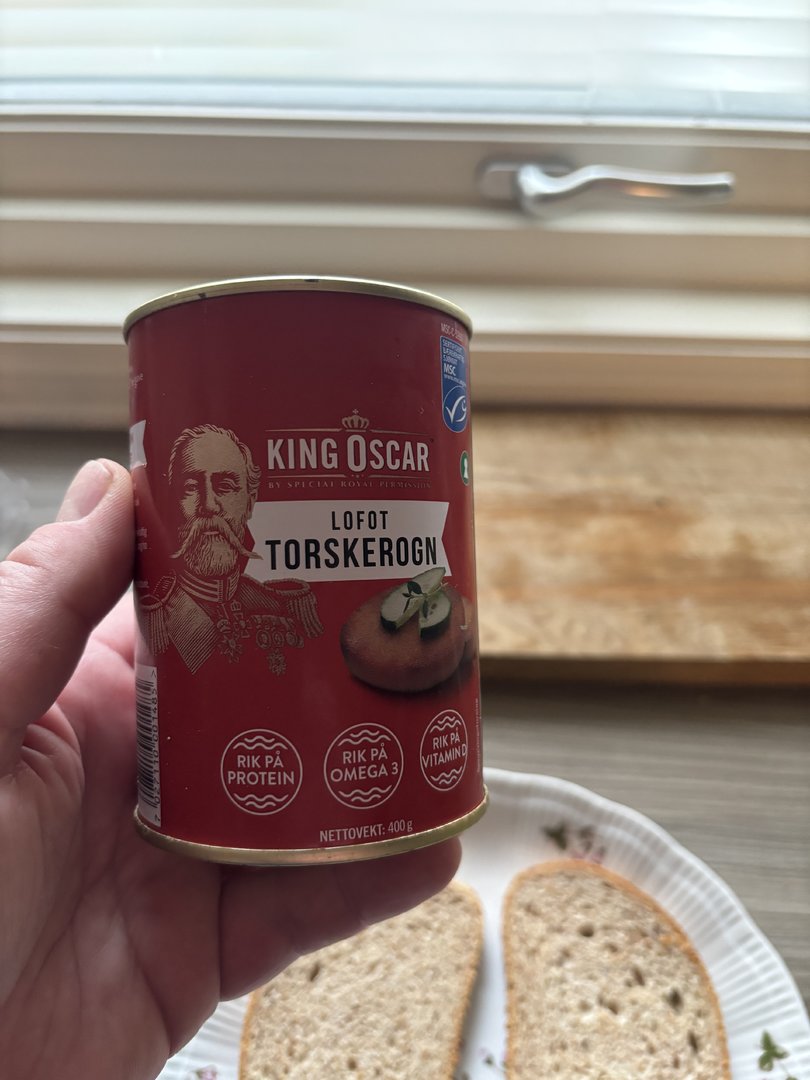 MSC
KING OSCAR
BY SPECIAL ROYAL PERMISSION
LOFOT
TORSKEROGN
RIK PÅ
PROTEIN
RIK PÅ
OMEGA 3
RIK PÅ
VITAMIN D
NETTOVEKT: 400 g